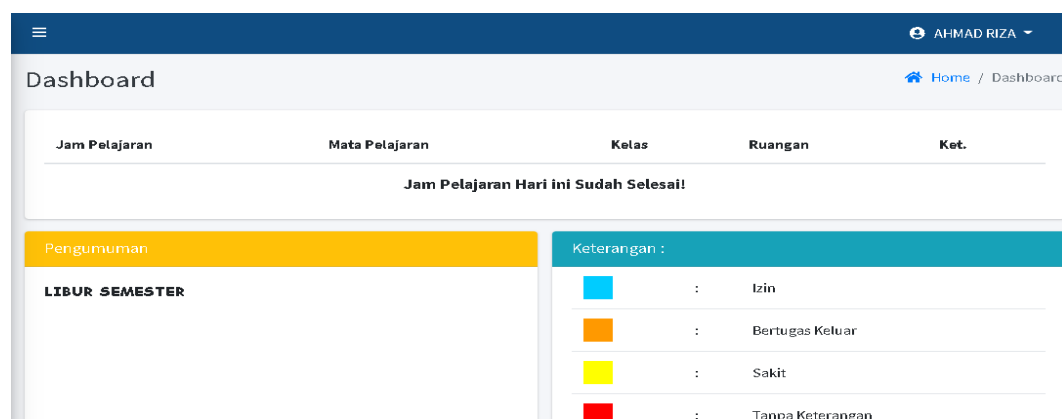 AHMAD RIZA
Dashboard
Home / Dashboard
Jam Pelajaran Mata Pelajaran Kelas Ruangan Ket.
Jam Pelajaran Hari ini Sudah Selesai!
Pengumuman
LIBUR SEMESTER
Keterangan :
: Izin
: Bertugas Keluar
: Sakit
: Tanpa Keterangan